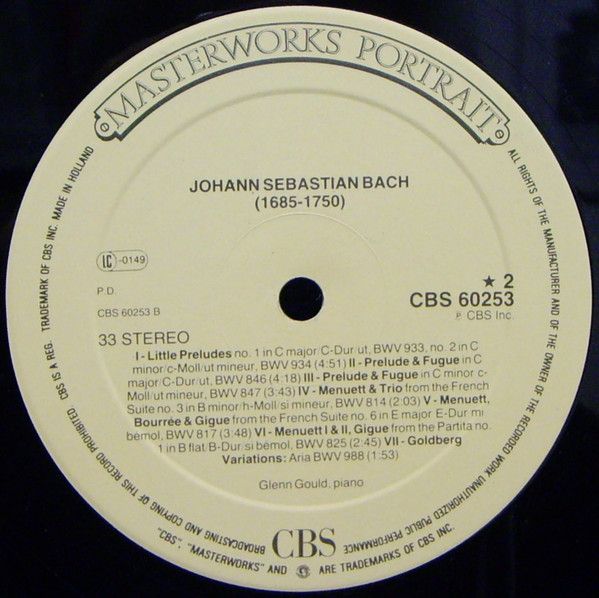 MASTERWORKS PORTRAIT
JOHANN SEBASTIAN BACH
(1685-1750)
LC-0149
P.D.
CBS 60253 B
★ 2
CBS 60253
℗ CBS Inc.
33 STEREO
I - Little Preludes no. 1 in C major/C-Dur/ut, BWV 933, no. 2 in C
minor/c-Moll/ut mineur, BWV 934 (4:51) II - Prelude & Fugue in C
major/C-Dur/ut, BWV 846 (4:18) III - Prelude & Fugue in C minor c-
Moll/ut mineur, BWV 847 (3:43) IV - Menuett & Trio from the French
Suite no. 3 in B minor/h-Moll/si mineur, BWV 814 (2:03) V - Menuett,
Bourrée & Gigue from the French Suite no. 6 in E major E-Dur mi
bémol, BWV 817 (3:48) VI - Menuett I & II, Gigue from the Partita no.
1 in B flat B-Dur si bémol, BWV 825 (2:45) VII - Goldberg
Variations: Aria BWV 988 (1:53)
Glenn Gould, piano
CBS
ALL RIGHTS OF THE MANUFACTURER AND OF THE OWNER OF THE RECORDED WORK UNAUTHORIZED PUBLIC PERFORMANCE
BROADCASTING AND COPYING OF THIS RECORD PROHIBITED CBS IS A REG. TRADEMARK OF CBS INC. MADE IN HOLLAND
"CBS", "MASTERWORKS" AND ARE TRADEMARKS OF CBS INC.